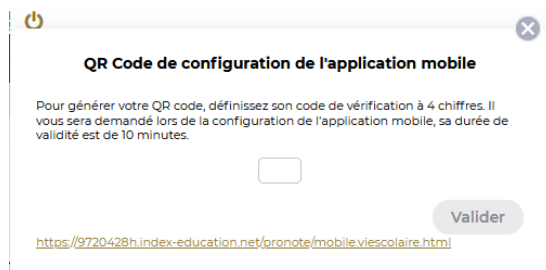 QR Code de configuration de l'application mobile
Pour générer votre QR code, définissez son code de vérification à 4 chiffres. Il
vous sera demandé lors de la configuration de l'application mobile, sa durée de
validité est de 10 minutes.
Valider
https://9720428h.index-education.net/pronote/mobile.viescolaire.html